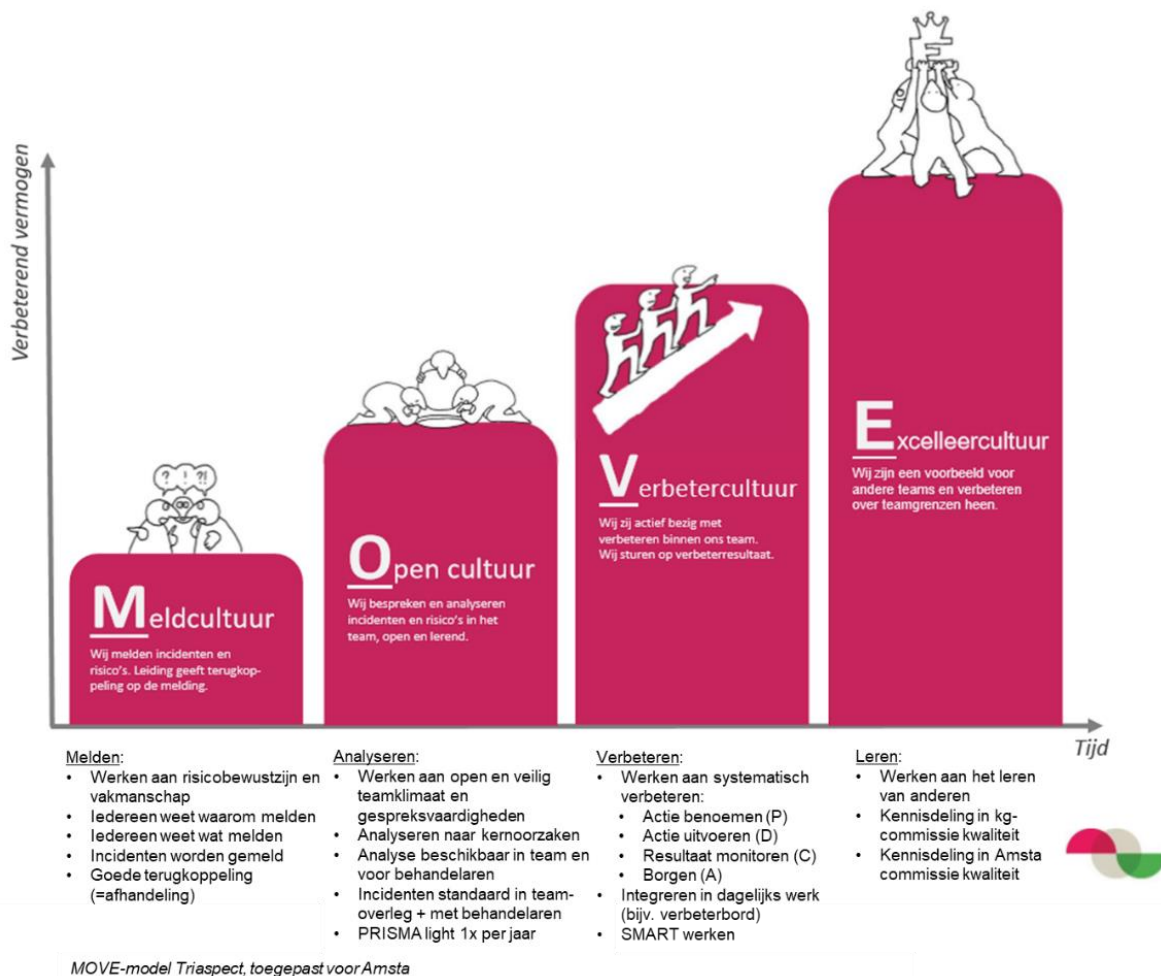 E
Verbeterend vermogen
? ! ?!
Meldcultuur
Wij melden incidenten en
risico's. Leiding geeft terugkop-
peling op de melding.
Open cultuur
Wij bespreken en analyseren
incidenten en risico's in het
team, open en lerend.
Verbetercultuur
Wij zij actief bezig met
verbeteren binnen ons team.
Wij sturen op verbeterresultaat.
Excelleercultuur
Wij zijn een voorbeeld voor
andere teams en verbeteren
over teamgrenzen heen.
Tijd
Melden:
• Werken aan risicobewustzijn en
vakmanschap
• Iedereen weet waarom melden
• Iedereen weet wat melden
• Incidenten worden gemeld
• Goede terugkoppeling
(=afhandeling)
Analyseren:
• Werken aan open en veilig
teamklimaat en
gespreksvaardigheden
• Analyseren naar kernoorzaken
• Analyse beschikbaar in team en
voor behandelaren
• Incidenten standaard in team-
overleg + met behandelaren
• PRISMA light 1x per jaar
Verbeteren:
• Werken aan systematisch
verbeteren:
• Actie benoemen (P)
• Actie uitvoeren (D)
• Resultaat monitoren (C)
• Borgen (A)
• Integreren in dagelijks werk
(bijv. verbeterbord)
• SMART werken
Leren:
• Werken aan het leren
van anderen
• Kennisdeling in kg-
commissie kwaliteit
• Kennisdeling in Amsta
commissie kwaliteit
MOVE-model Triaspect, toegepast voor Amsta